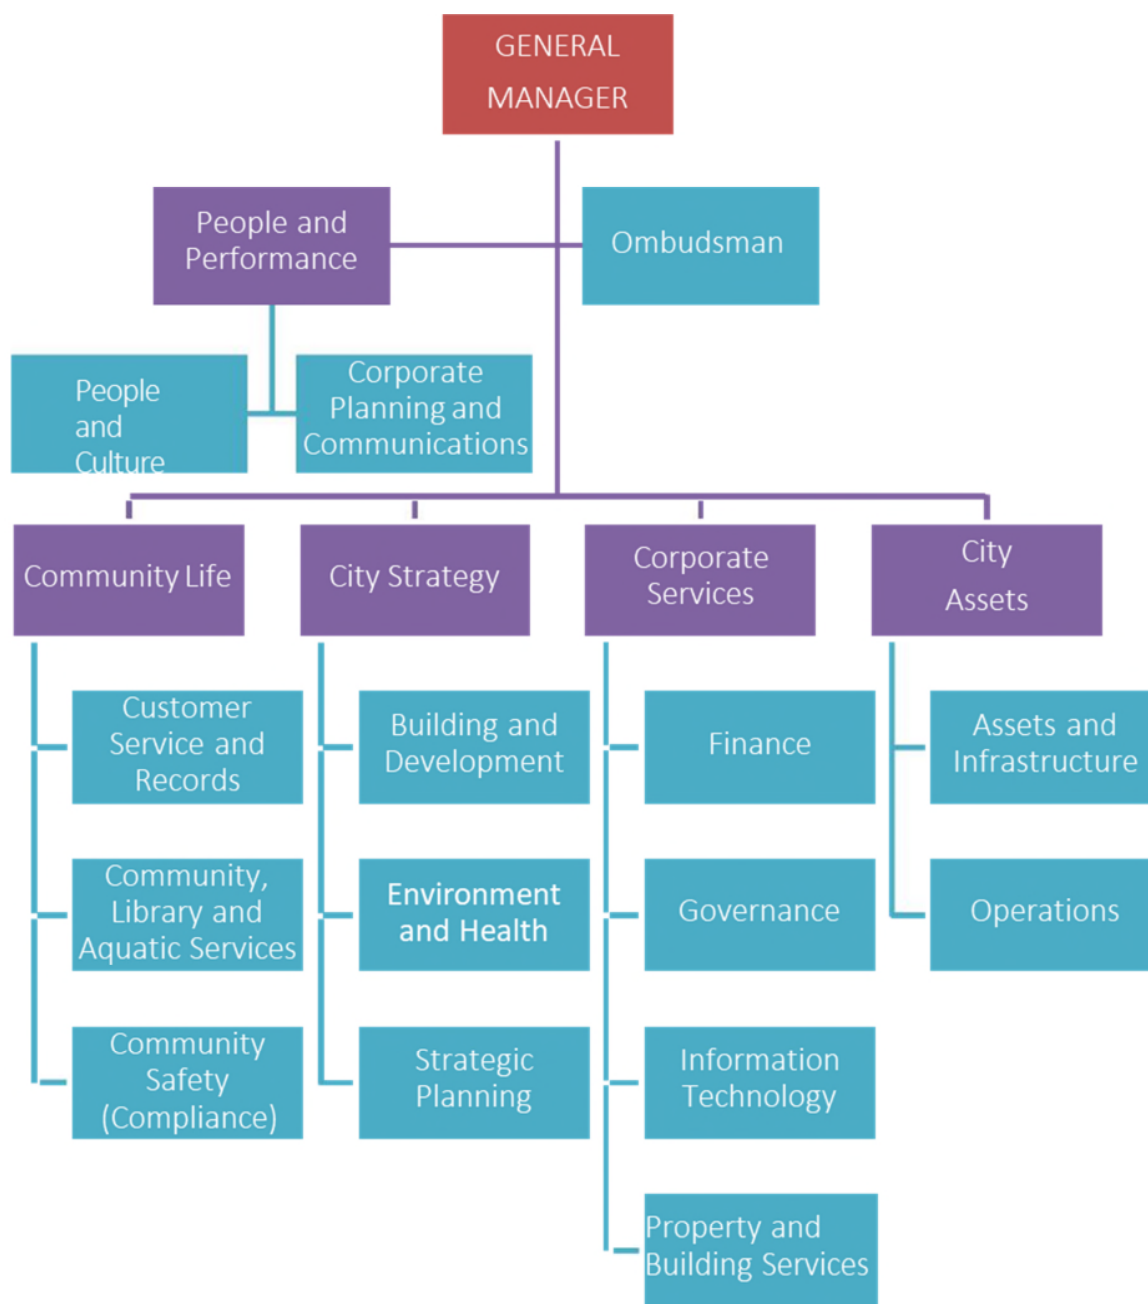 GENERAL
MANAGER
People and
Performance
Ombudsman
People
and
Culture
Corporate
Planning and
Communications
Community Life
City Strategy
Corporate
Services
City
Assets
Customer
Service and
Records
Building and
Development
Finance
Assets and
Infrastructure
Community,
Library and
Aquatic Services
Environment
and Health
Governance
Operations
Community
Safety
(Compliance)
Strategic
Planning
Information
Technology
Property and
Building Services